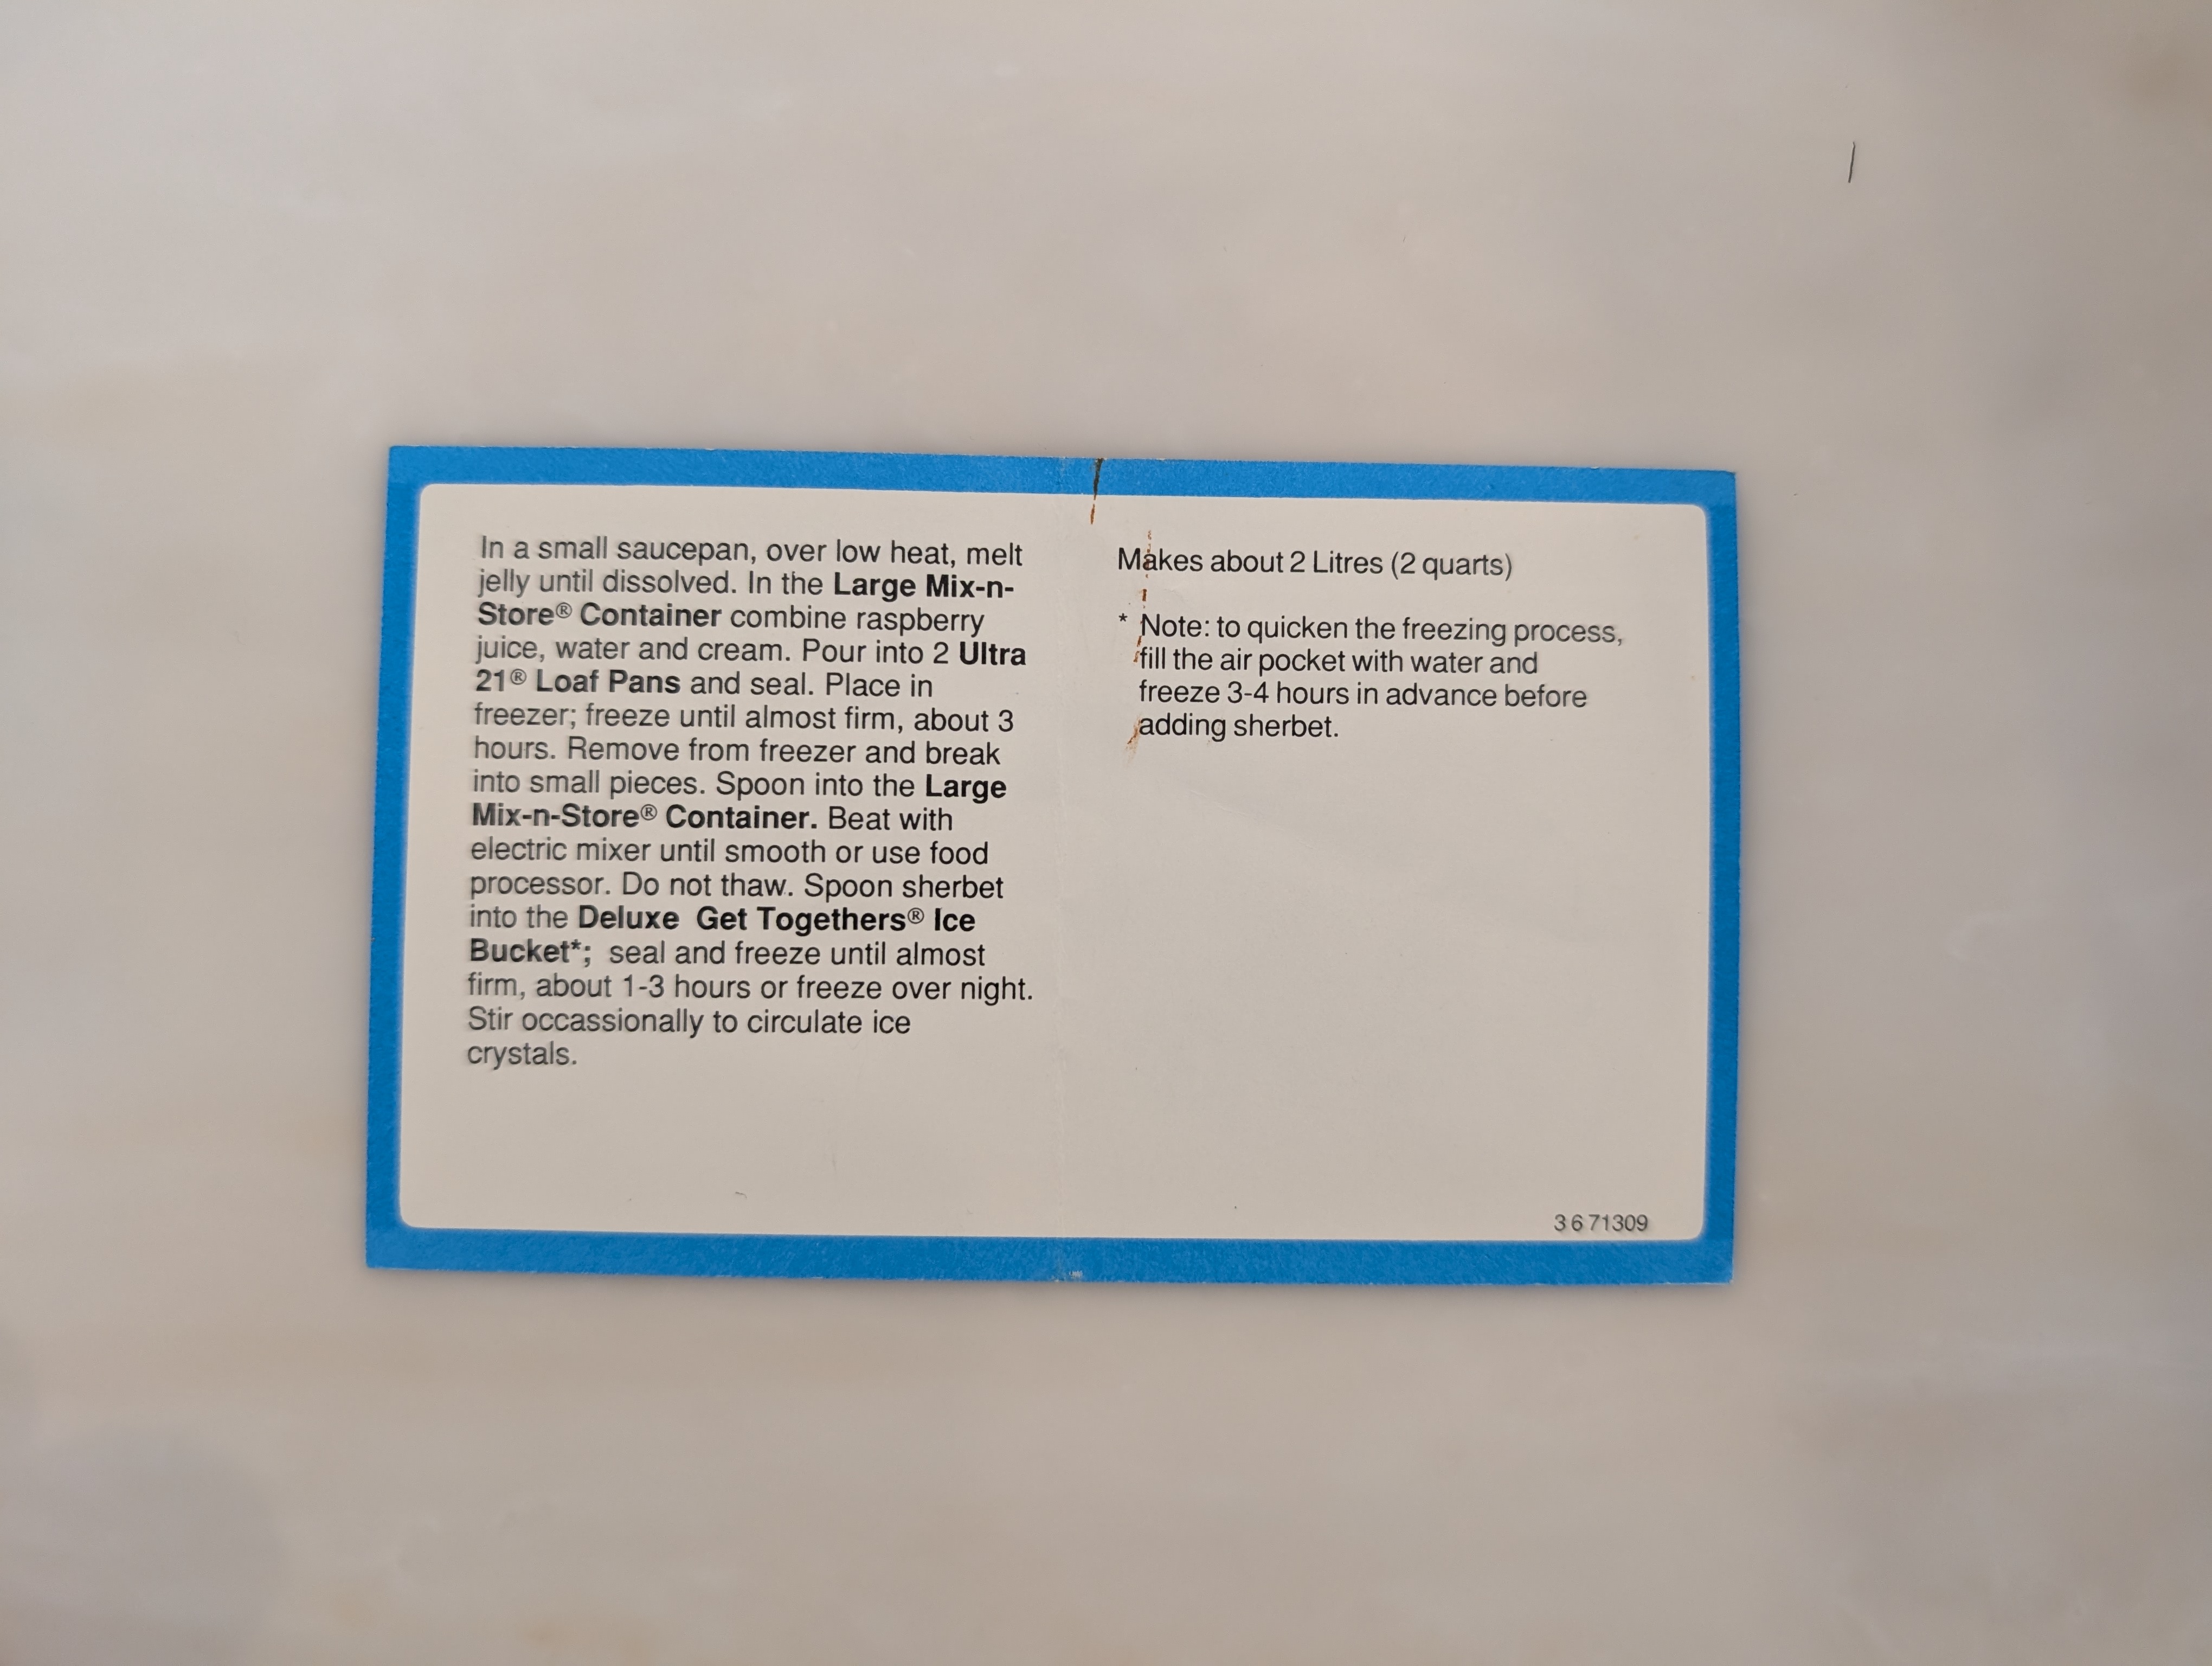 In a small saucepan, over low heat, melt
jelly until dissolved. In the Large Mix-n-
Store® Container combine raspberry
juice, water and cream. Pour into 2 Ultra
21® Loaf Pans and seal. Place in
freezer; freeze until almost firm, about 3
hours. Remove from freezer and break
into small pieces. Spoon into the Large
Mix-n-Store® Container. Beat with
electric mixer until smooth or use food
processor. Do not thaw. Spoon sherbet
into the Deluxe Get Togethers® Ice
Bucket*; seal and freeze until almost
firm, about 1-3 hours or freeze over night.
Stir occassionally to circulate ice
crystals.
Makes about 2 Litres (2 quarts)
* Note: to quicken the freezing process,
fill the air pocket with water and
freeze 3-4 hours in advance before
adding sherbet.
3671309